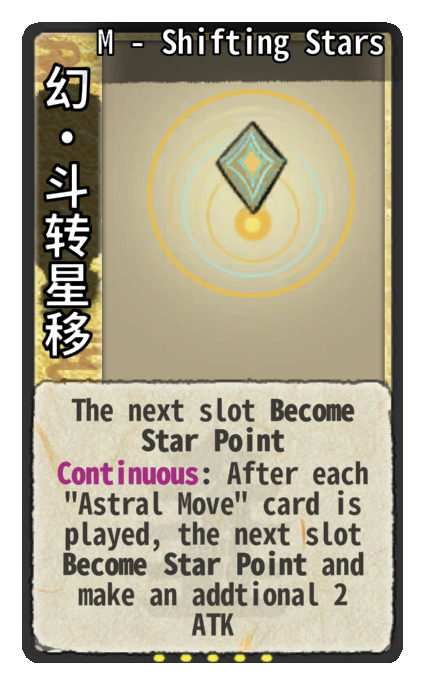 M - Shifting Stars
幻·斗转星移
The next slot Become
Star Point
Continuous: After each
"Astral Move" card is
played, the next slot
Become Star Point and
make an addtional 2
ATK